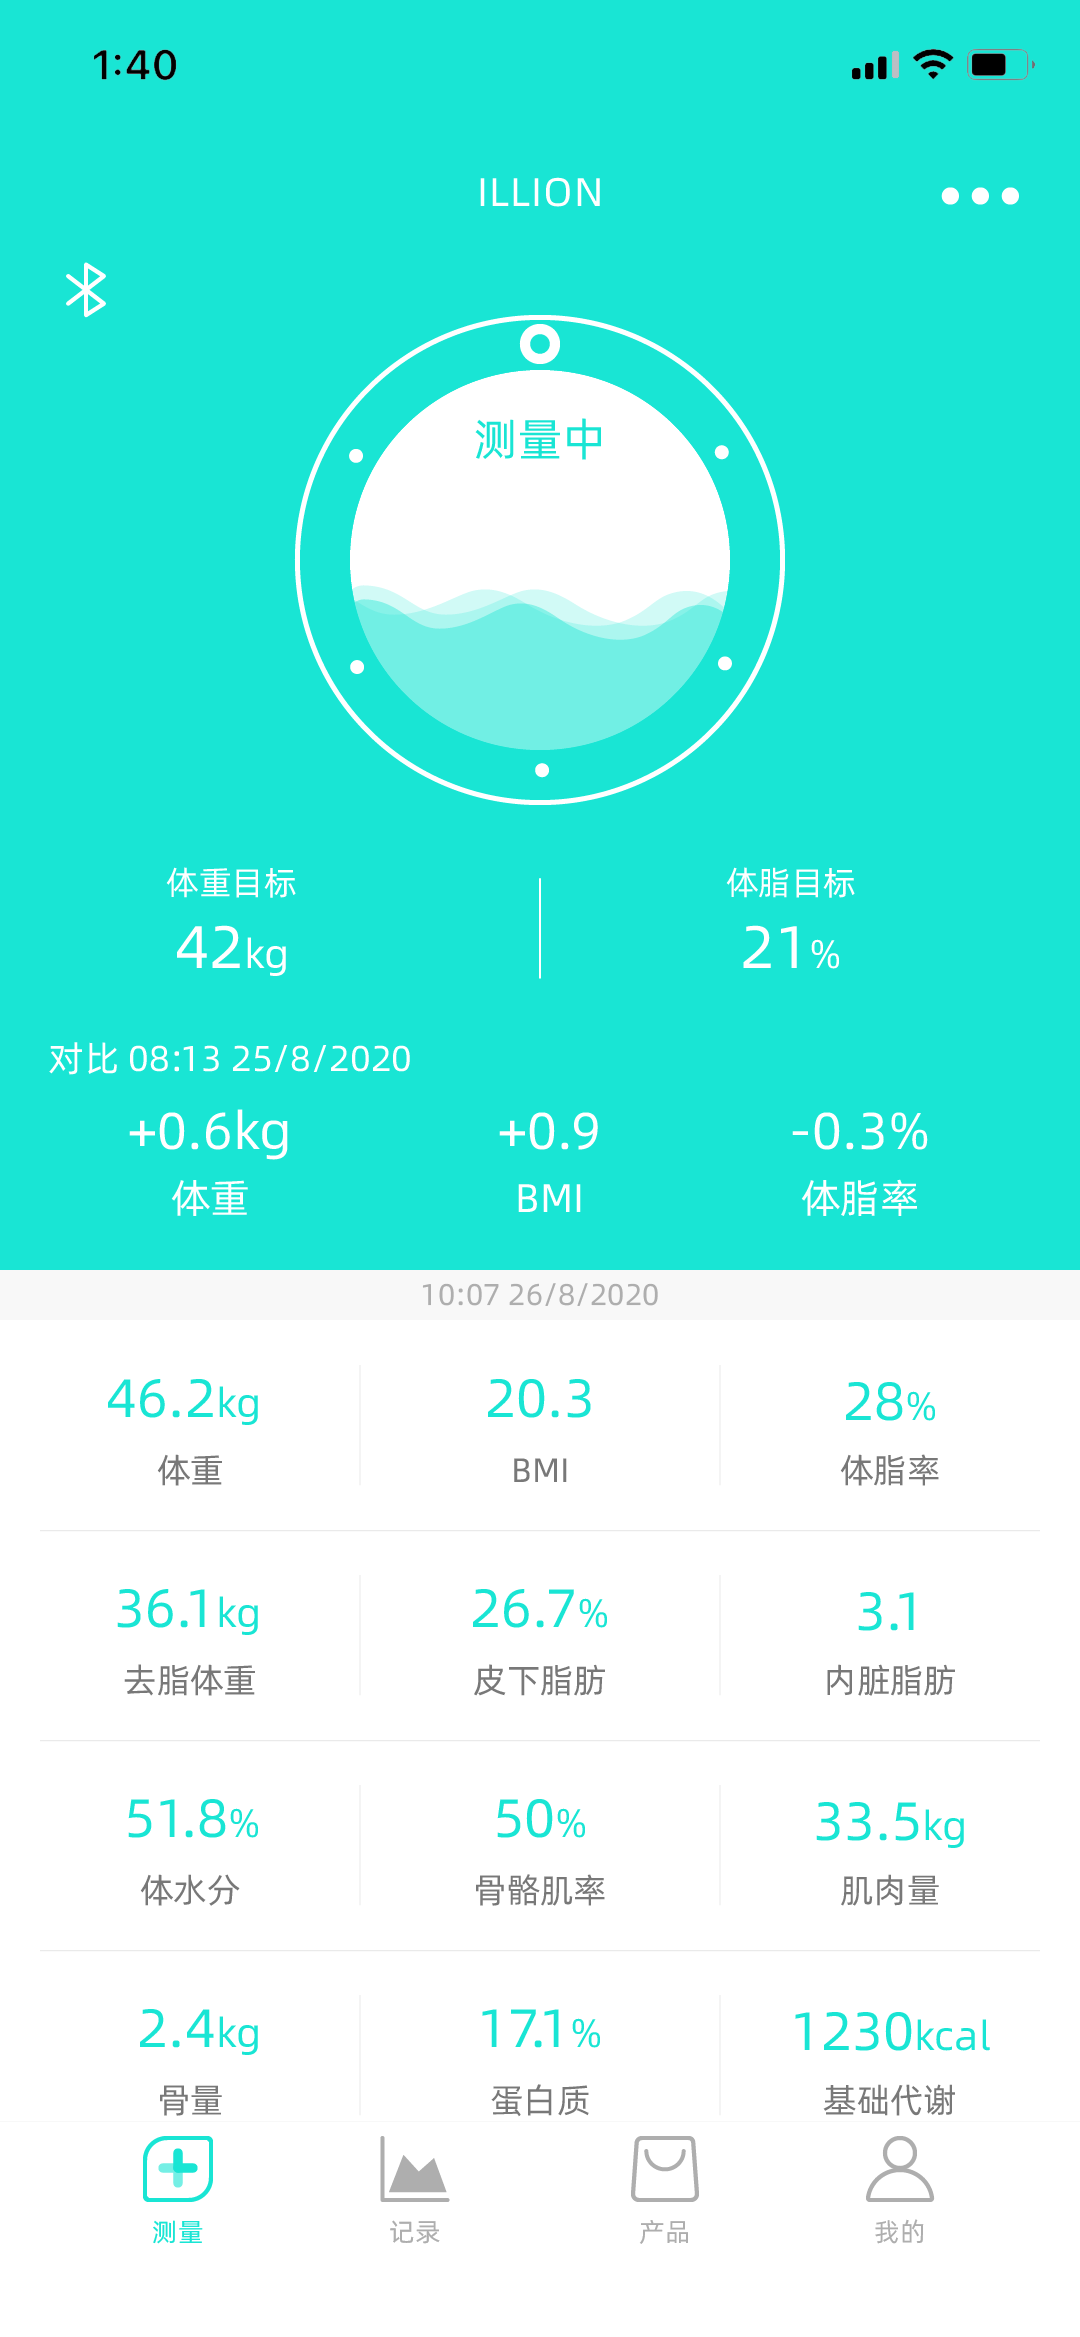 1:40
ILLION
测量中
体重目标 体脂目标
42kg 21%
对比 08:13 25/8/2020
+0.6kg +0.9 -0.3%
体重 BMI 体脂率
10:07 26/8/2020
46.2kg 20.3 28%
体重 BMI 体脂率
36.1kg 26.7% 3.1
去脂体重 皮下脂肪 内脏脂肪
51.8% 50% 33.5kg
体水分 骨骼肌率 肌肉量
2.4kg 17.1% 1230kcal
骨量 蛋白质 基础代谢
测量 记录 产品 我的